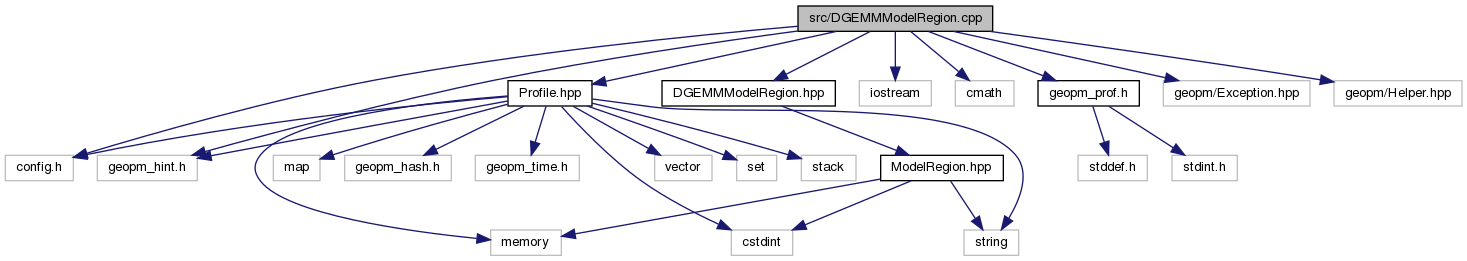 src/DGEMMModelRegion.cpp
Profile.hpp
DGEMMModelRegion.hpp
iostream
cmath
geopm_prof.h
geopm/Exception.hpp
geopm/Helper.hpp
config.h
geopm_hint.h
map
geopm_hash.h
geopm_time.h
vector
set
stack
ModelRegion.hpp
stddef.h
stdint.h
memory
cstdint
string